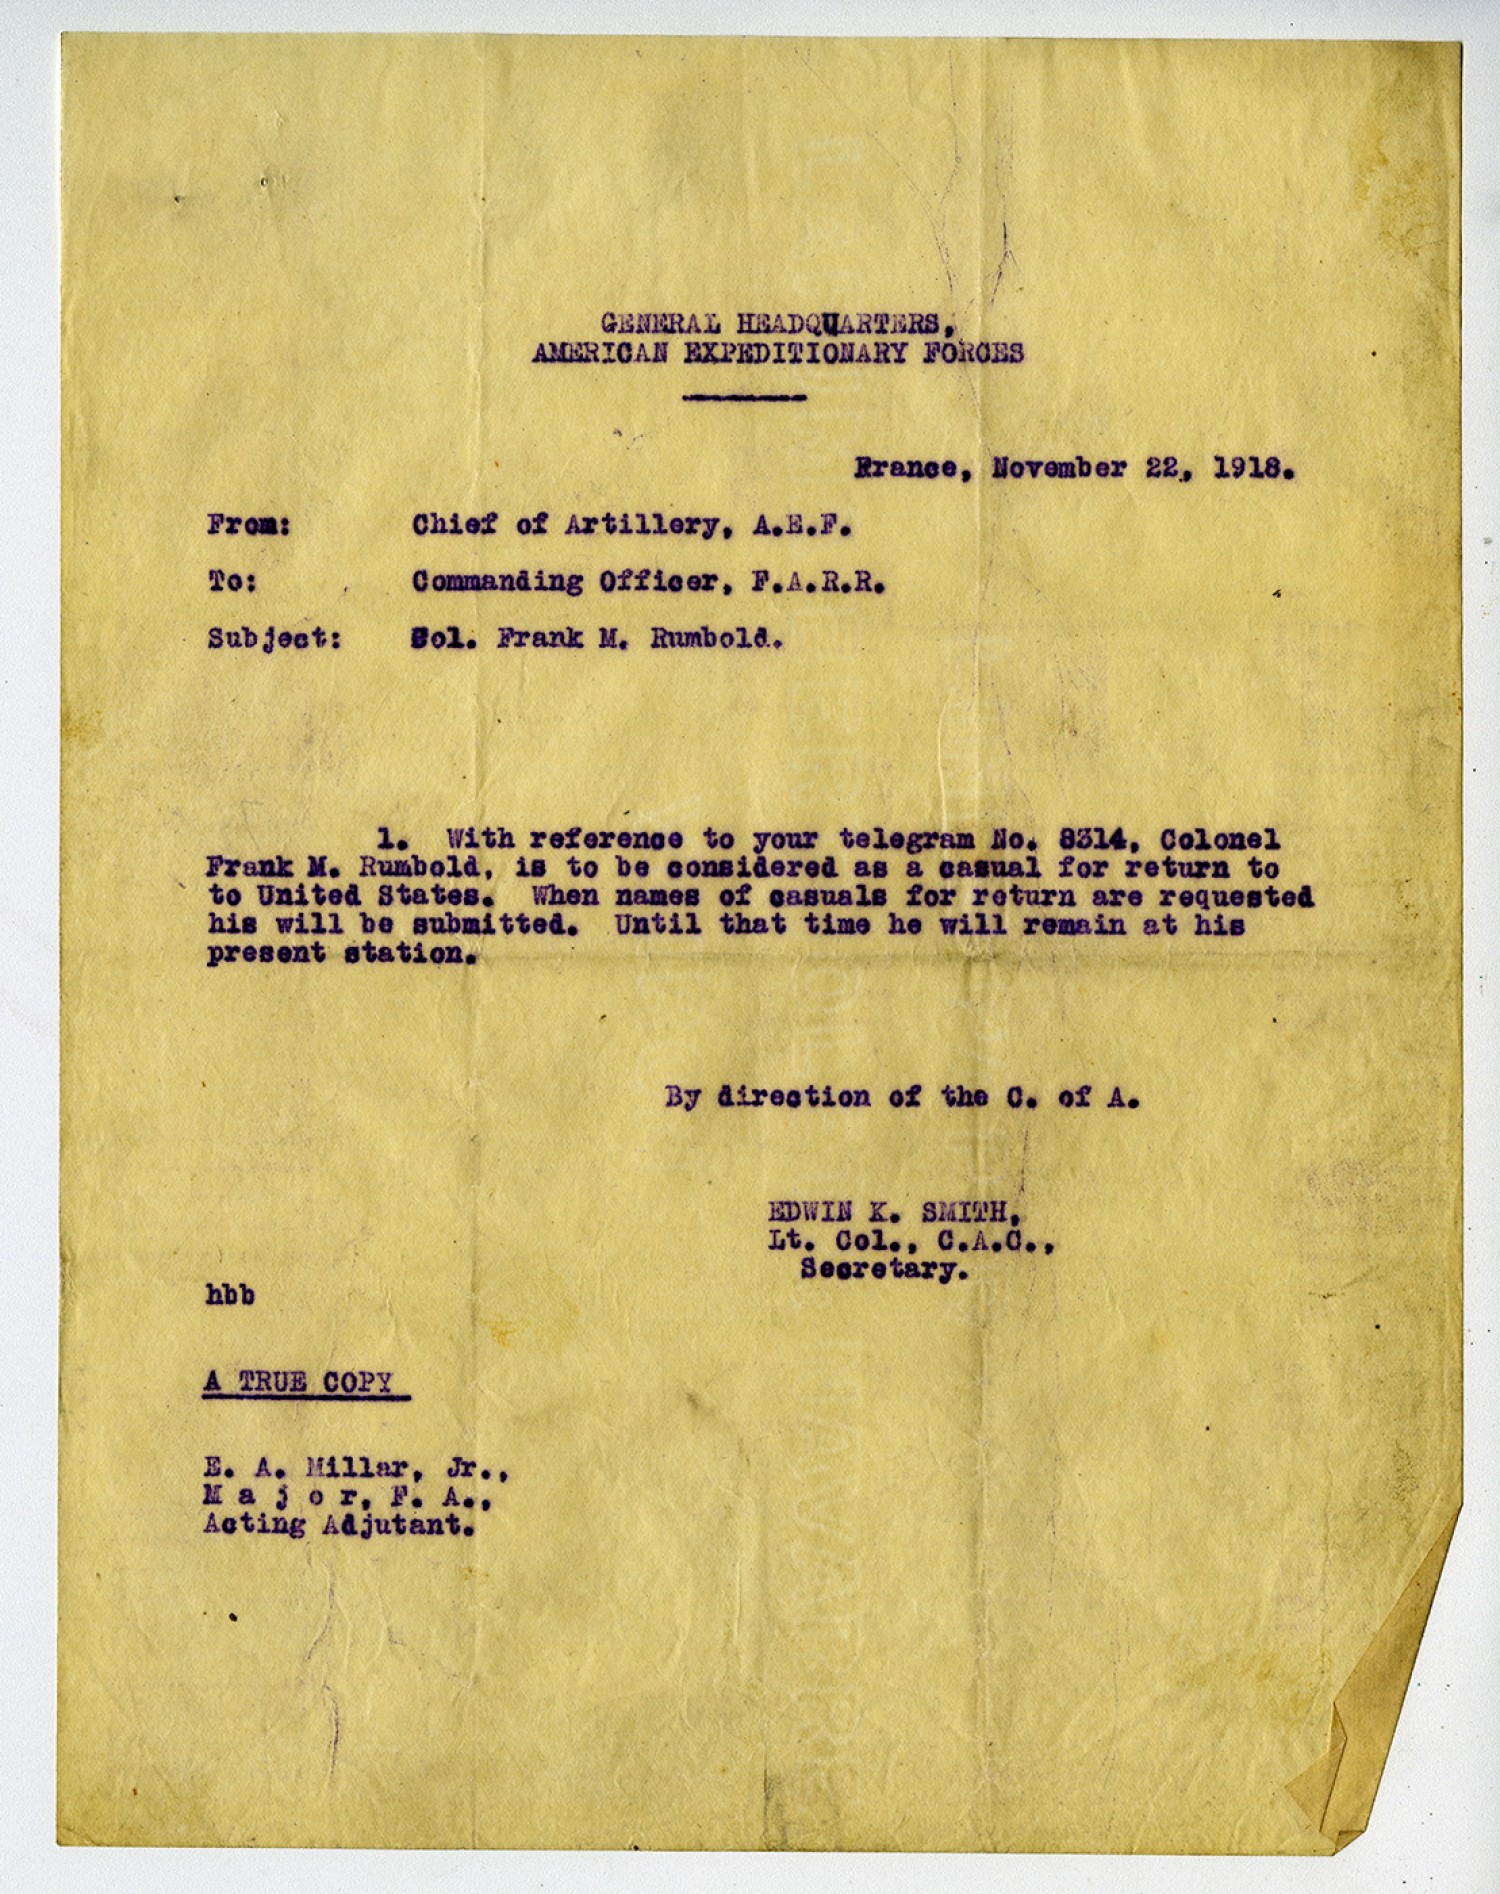 GENERAL HEADQUARTERS,
AMERICAN EXPEDITIONARY FORCES
France, November 22, 1918.
From: Chief of Artillery, A.E.F.
To: Commanding Officer, F.A.R.R.
Subject: Col. Frank M. Rumbold.
1. With reference to your telegram No. 8314, Colonel
Frank M. Rumbold, is to be considered as a casual for return to
to United States. When names of casuals for return are requested
his will be submitted. Until that time he will remain at his
present station.
By direction of the C. of A.
EDWIN K. SMITH,
Lt. Col., C.A.C.,
Secretary.
hbb
A TRUE COPY
E. A. Millar, Jr.,
M a j o r, F. A.,
Acting Adjutant.